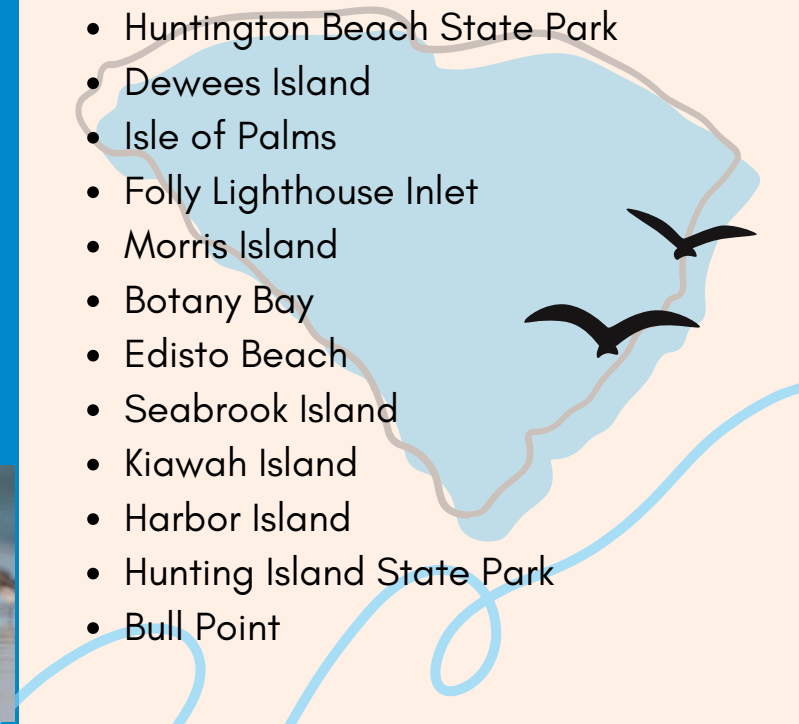 • Huntington Beach State Park
• Dewees Island
• Isle of Palms
• Folly Lighthouse Inlet
• Morris Island
• Botany Bay
• Edisto Beach
• Seabrook Island
• Kiawah Island
• Harbor Island
• Hunting Island State Park
• Bull Point